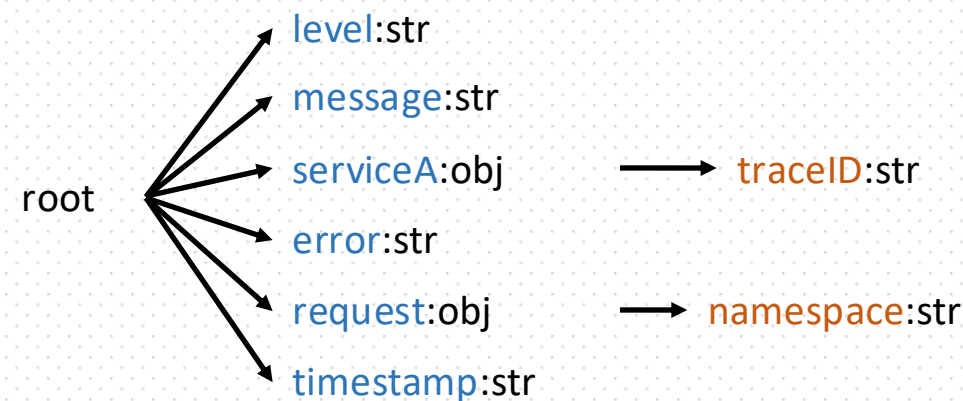 level:str
message:str
serviceA:obj
traceID:str
root
error:str
request:obj
namespace:str
timestamp:str